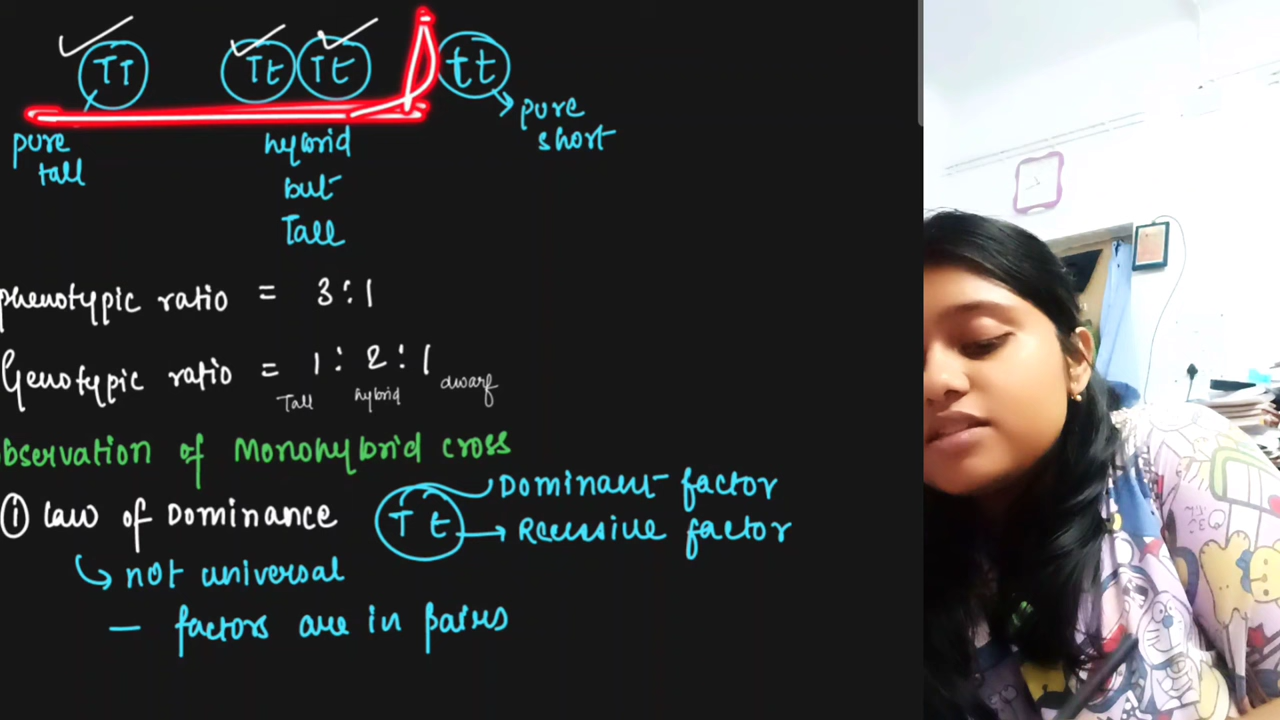 TT Tt Tt tt
pure tall
hybrid but Tall
pure short
phenotypic ratio = 3:1
Genotypic ratio = 1:2:1
Tall hybrid dwarf
observation of Monohybrid cross
① Law of Dominance
T t
Dominant factor
Recessive factor
not universal
— factors are in pairs